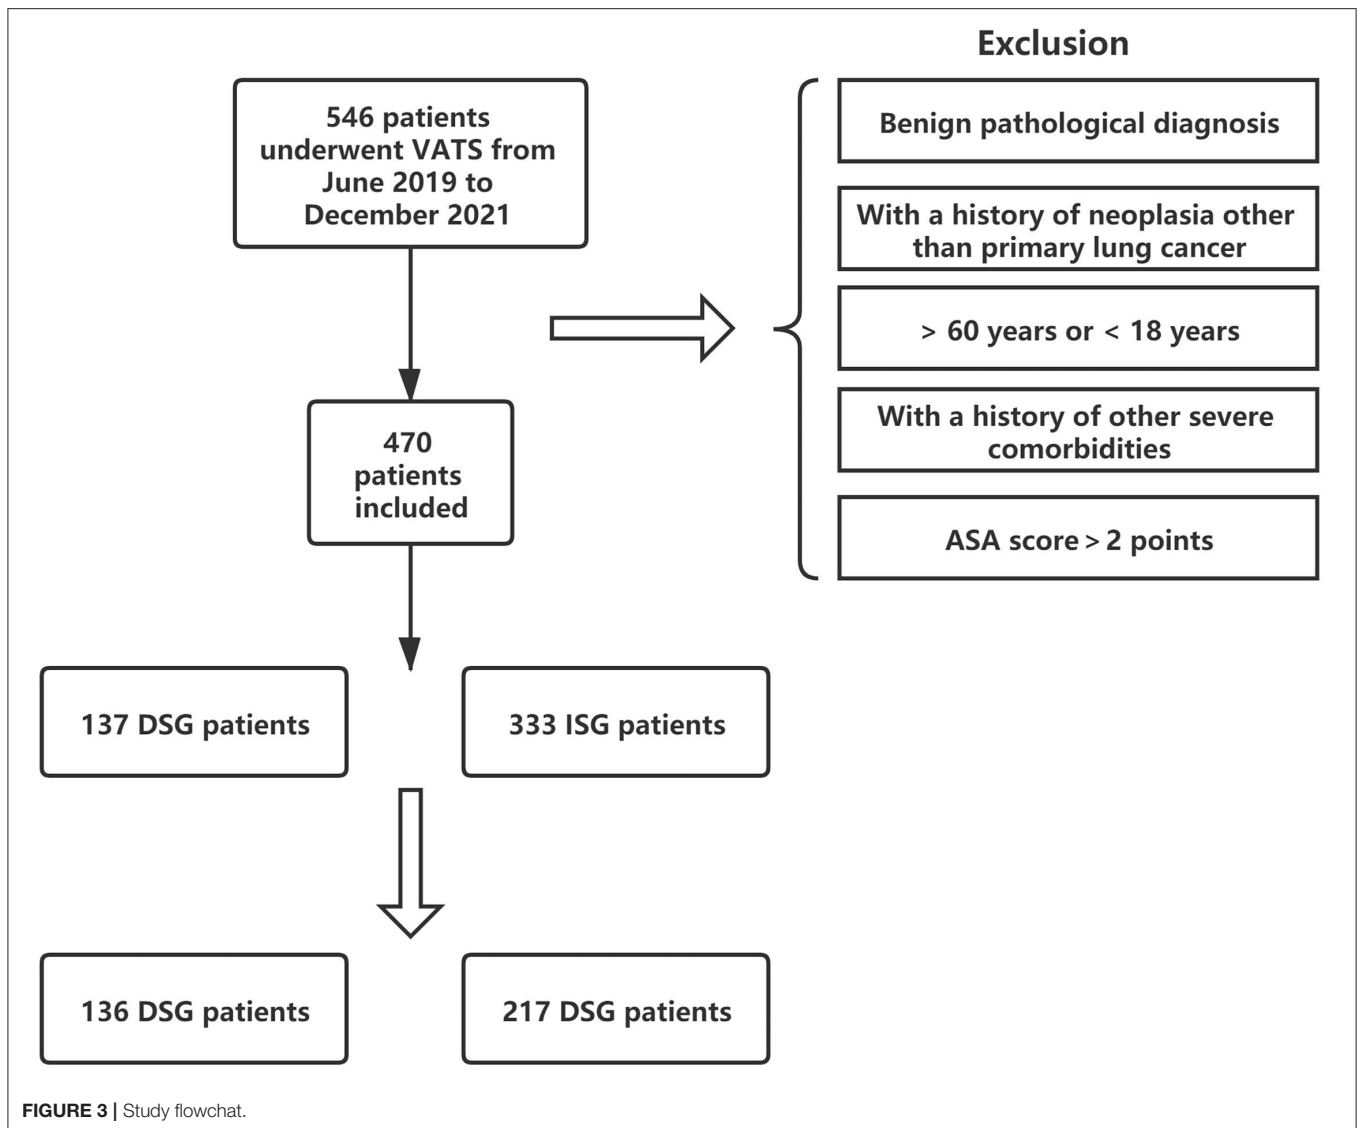 Exclusion
546 patients
underwent VATS from
June 2019 to
December 2021
Benign pathological diagnosis
With a history of neoplasia other
than primary lung cancer
> 60 years or < 18 years
With a history of other severe
comorbidities
ASA score > 2 points
470
patients
included
137 DSG patients
333 ISG patients
136 DSG patients
217 DSG patients
FIGURE 3 | Study flowchat.